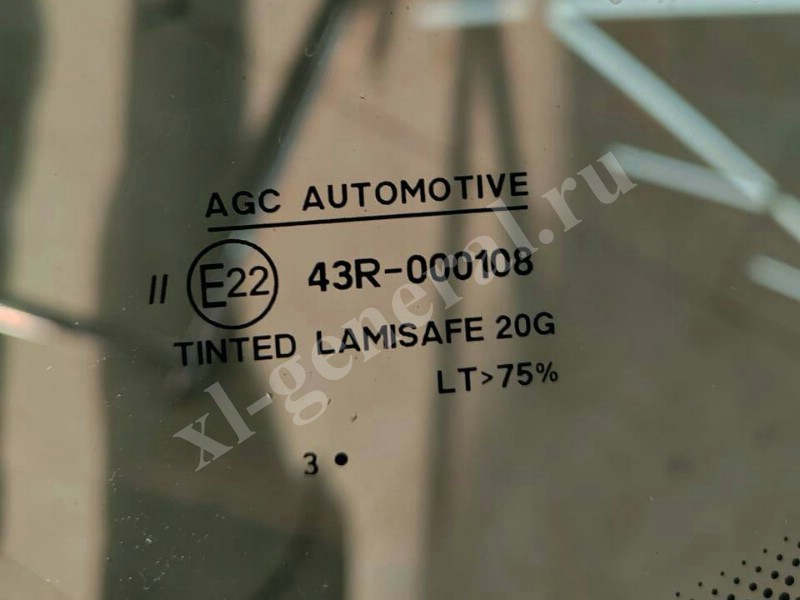 AGC AUTOMOTIVE
II E22 43R-000108
TINTED LAMISAFE 20G
LT>75%
3 •
xl-general.ru